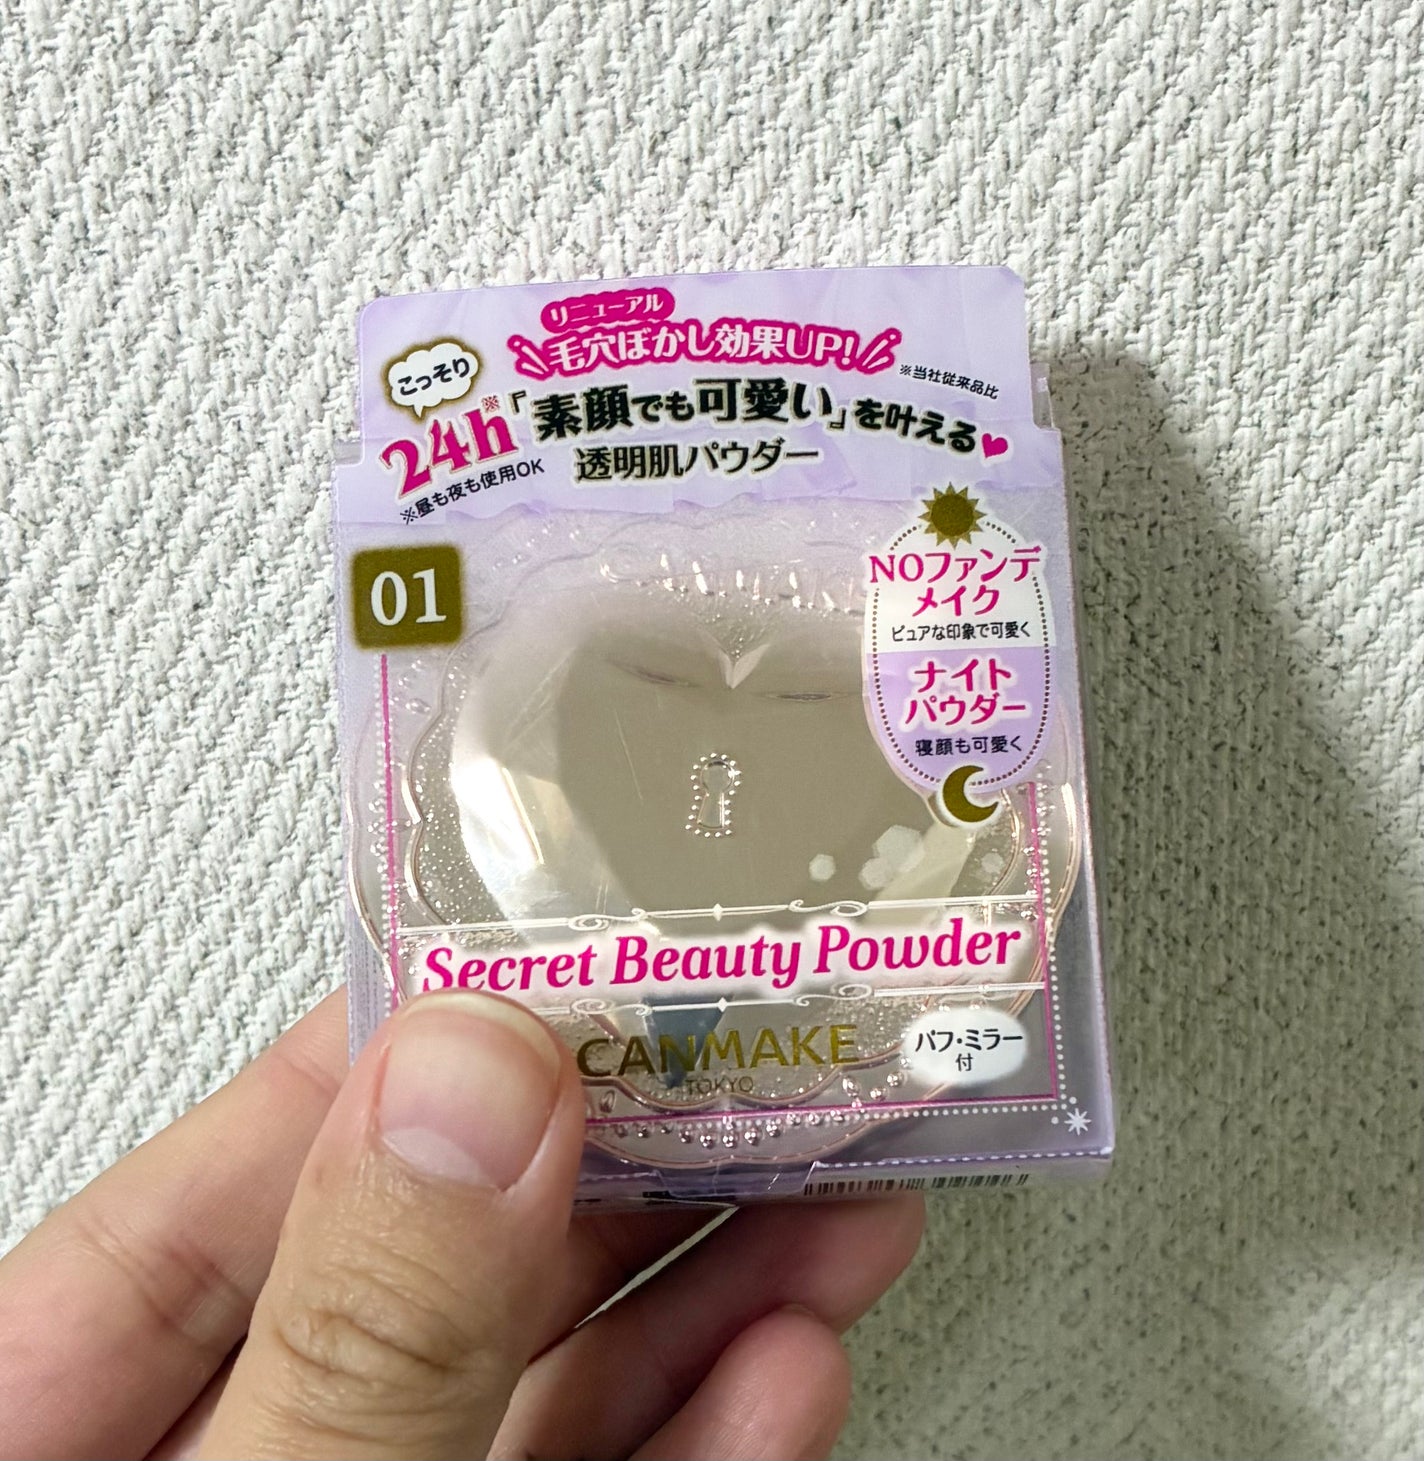 リニューアル
毛穴ぼかし効果UP!
※当社従来品比
こっそり
24h※「素顔でも可愛い」を叶える
※昼も夜も使用OK
透明肌パウダー
01
NOファンデ
メイク
ピュアな印象で可愛く
ナイト
パウダー
寝顔も可愛く
Secret Beauty Powder
CANMAKE
TOKYO
パフ・ミラー
付